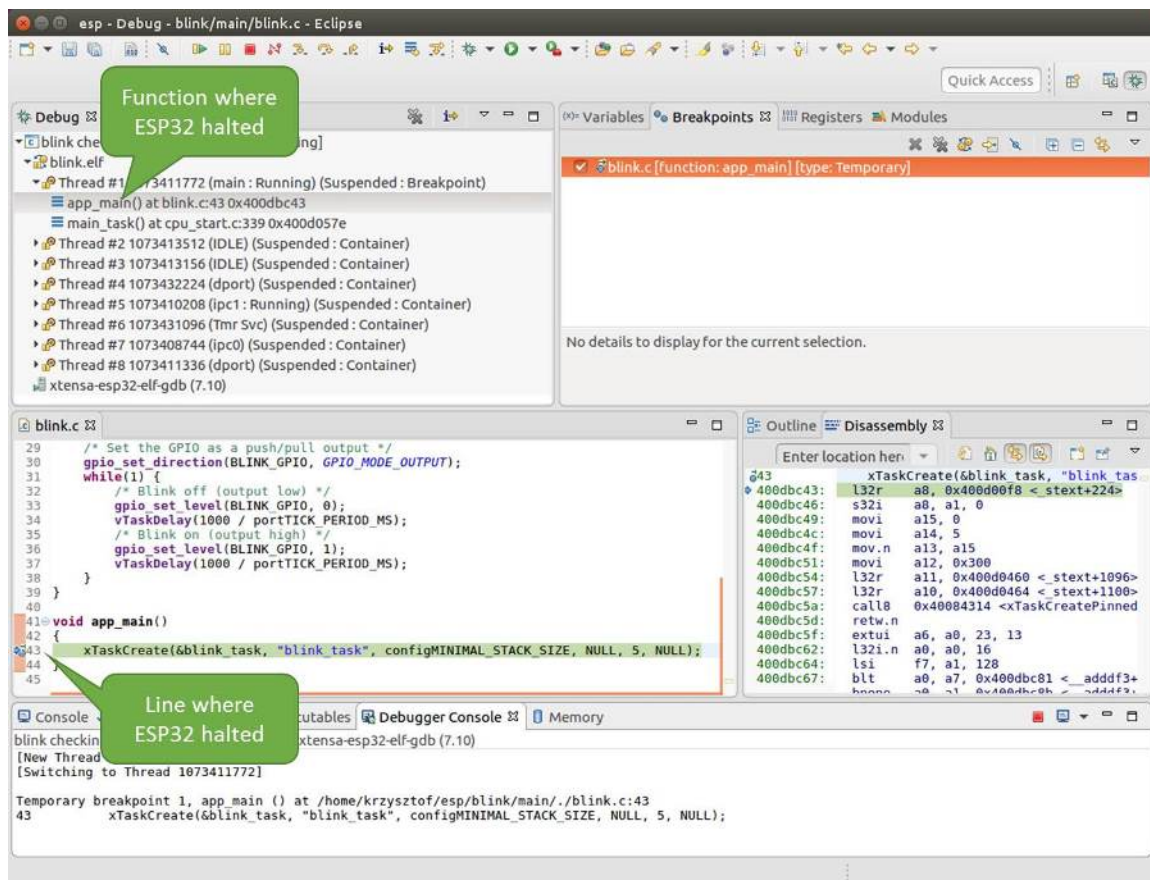 esp - Debug - blink/main/blink.c - Eclipse
Quick Access
Function where
ESP32 halted
Debug
blink che
ing]
blink.elf
Thread #1 1073411772 (main : Running) (Suspended : Breakpoint)
app_main() at blink.c:43 0x400dbc43
main_task() at cpu_start.c:339 0x400d057e
Thread #2 1073413512 (IDLE) (Suspended : Container)
Thread #3 1073413156 (IDLE) (Suspended : Container)
Thread #4 1073432224 (dport) (Suspended : Container)
Thread #5 1073410208 (ipc1 : Running) (Suspended : Container)
Thread #6 1073431096 (Tmr Svc) (Suspended : Container)
Thread #7 1073408744 (ipc0) (Suspended : Container)
Thread #8 1073411336 (dport) (Suspended : Container)
xtensa-esp32-elf-gdb (7.10)
(x)= Variables Breakpoints Registers Modules
blink.c [function: app_main] [type: Temporary]
No details to display for the current selection.
blink.c
29 /* Set the GPIO as a push/pull output */
30 gpio_set_direction(BLINK_GPIO, GPIO_MODE_OUTPUT);
31 while(1) {
32 /* Blink off (output low) */
33 gpio_set_level(BLINK_GPIO, 0);
34 vTaskDelay(1000 / portTICK_PERIOD_MS);
35 /* Blink on (output high) */
36 gpio_set_level(BLINK_GPIO, 1);
37 vTaskDelay(1000 / portTICK_PERIOD_MS);
38 }
39 }
40
41 void app_main()
42 {
43 xTaskCreate(&blink_task, "blink_task", configMINIMAL_STACK_SIZE, NULL, 5, NULL);
44
45
Line where
ESP32 halted
Outline Disassembly
Enter location her
43 xTaskCreate(&blink_task, "blink_tas
400dbc43: l32r a8, 0x400d00f8 <_stext+224>
400dbc46: s32i a8, a1, 0
400dbc49: movi a15, 0
400dbc4c: movi a14, 5
400dbc4f: mov.n a13, a15
400dbc51: movi a12, 0x300
400dbc54: l32r a11, 0x400d0460 <_stext+1096>
400dbc57: l32r a10, 0x400d0464 <_stext+1100>
400dbc5a: call8 0x40084314 <xTaskCreatePinned
400dbc5d: retw.n
400dbc5f: extui a6, a0, 23, 13
400dbc62: l32i.n a0, a0, 16
400dbc64: lsi f7, a1, 128
400dbc67: blt a0, a7, 0x400dbc81 <__adddf3+
Console
cutables Debugger Console Memory
blink checkin
xtensa-esp32-elf-gdb (7.10)
[New Thread
[Switching to Thread 1073411772]
Temporary breakpoint 1, app_main () at /home/krzysztof/esp/blink/main/./blink.c:43
43 xTaskCreate(&blink_task, "blink_task", configMINIMAL_STACK_SIZE, NULL, 5, NULL);